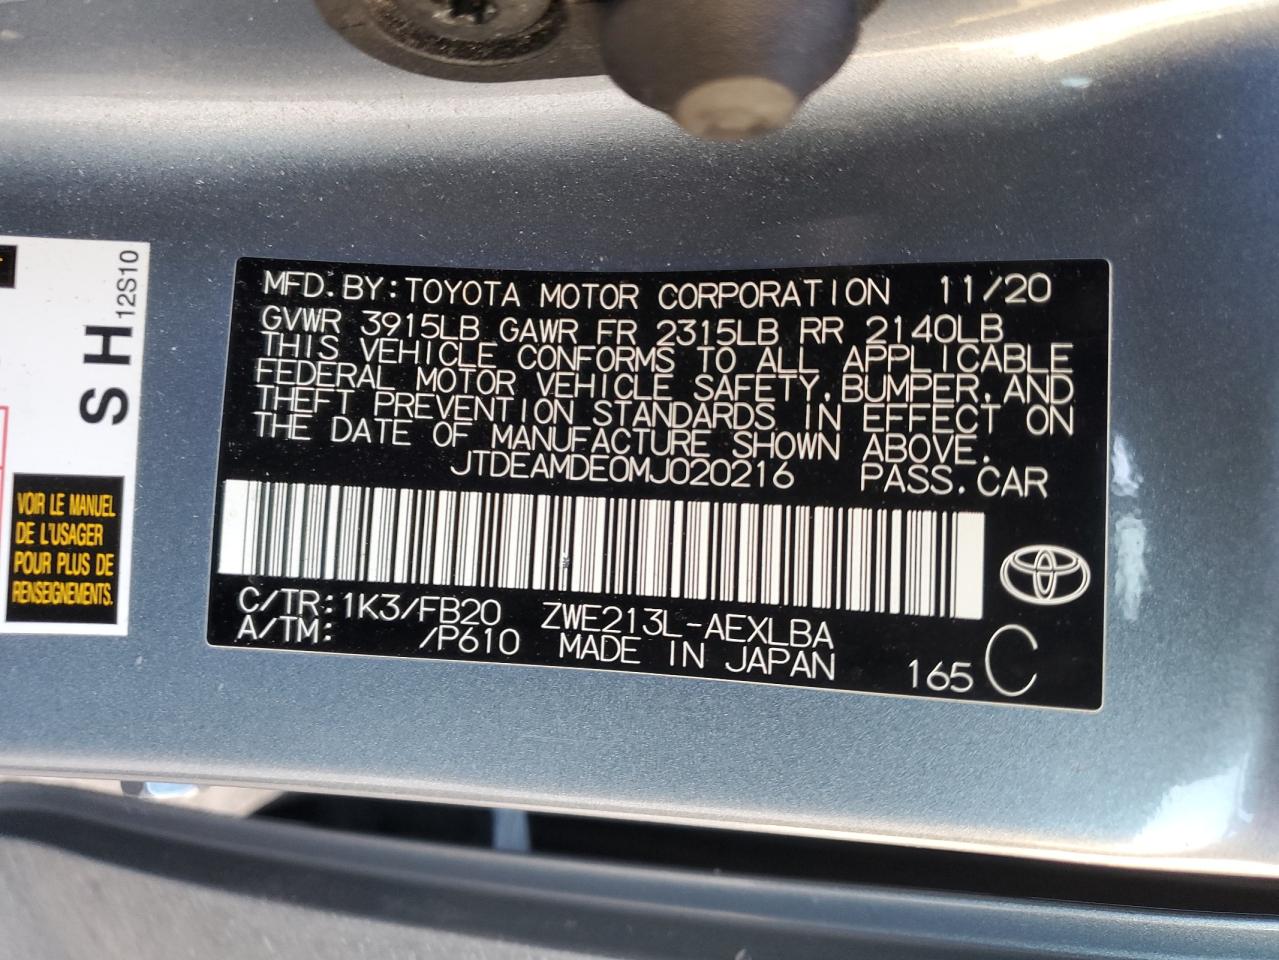 MFD. BY: TOYOTA MOTOR CORPORATION 11/20
GVWR 3915LB GAWR FR 2315LB RR 2140LB
THIS VEHICLE CONFORMS TO ALL APPLICABLE
FEDERAL MOTOR VEHICLE SAFETY, BUMPER, AND
THEFT PREVENTION STANDARDS IN EFFECT ON
THE DATE OF MANUFACTURE SHOWN ABOVE.
JTDEAMDE0MJ020216 PASS. CAR
C/TR: 1K3/FB20 ZWE213L-AEXLBA
A/TM: /P610 MADE IN JAPAN 165 C
SH 12S10
VOIR LE MANUEL
DE L'USAGER
POUR PLUS DE
RENSEIGNEMENTS.